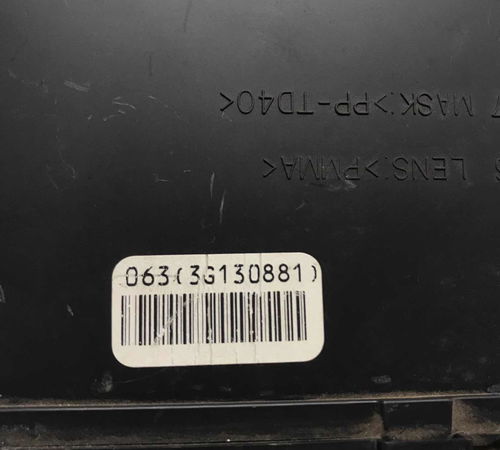 MASK:>PP-TD40<
LENS:>PMMA<
063(3G130881)